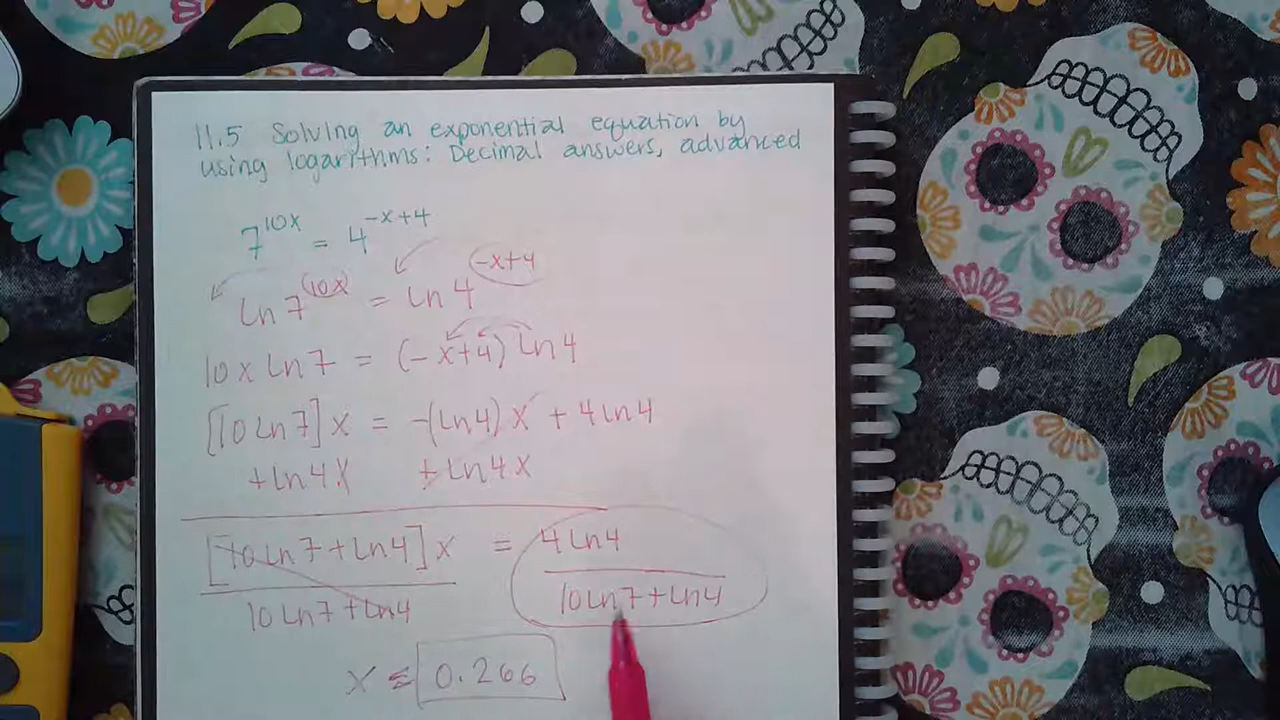 11.5 Solving an exponential equation by
using logarithms: Decimal answers, advanced
7^10x = 4^-x+4
ln 7^(10x) = ln 4^-x+4
10x ln 7 = (-x+4) ln 4
[10 ln 7] x = -(ln 4) x + 4 ln 4
+ ln 4x + ln 4x
[10 ln 7 + ln 4] x = 4 ln 4
10 ln 7 + ln 4 10 ln 7 + ln 4
x ≈ 0.266